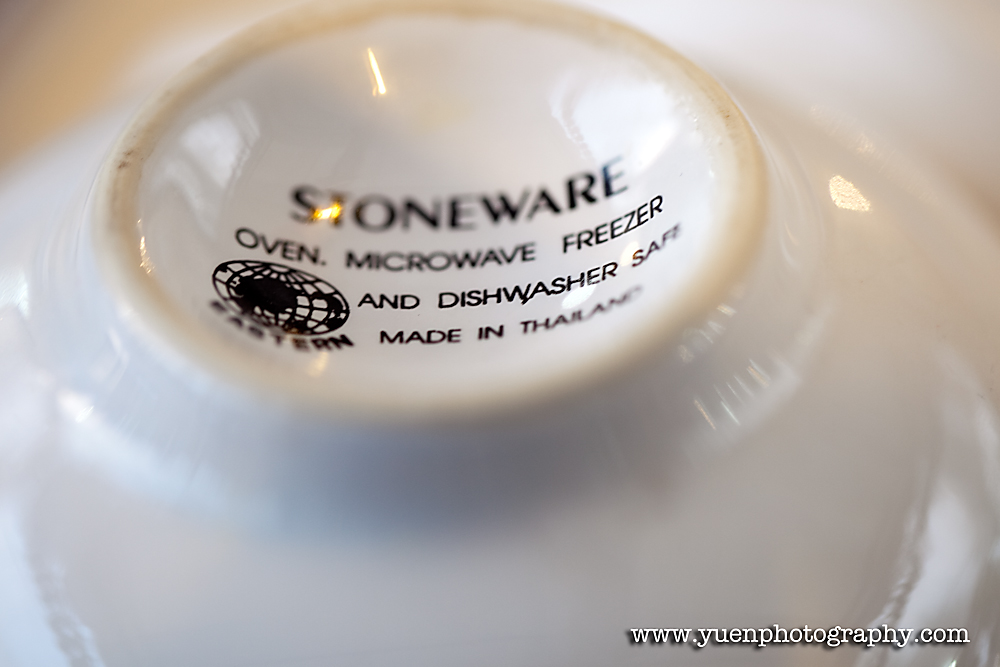 STONEWARE
OVEN. MICROWAVE FREEZER
AND DISHWASHER SAFE
EASTERN
MADE IN THAILAND
www.yuenphotography.com